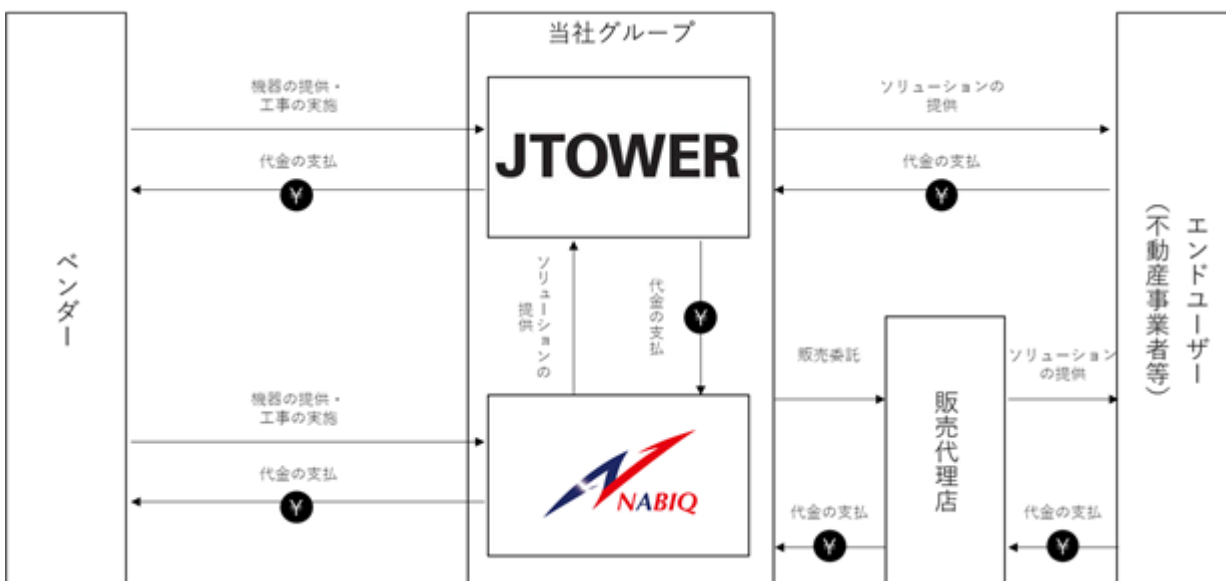 当社グループ
機器の提供・
工事の実施
代金の支払
¥
JTOWER
ソリューションの
提供
代金の支払
¥
ベンダー
ソリューションの
提供
代金の支払
¥
エンドユーザー
(不動産事業者等)
機器の提供・
工事の実施
代金の支払
¥
NABIQ
販売委託
販売代理店
ソリューション
の提供
代金の支払
¥
代金の支払
¥